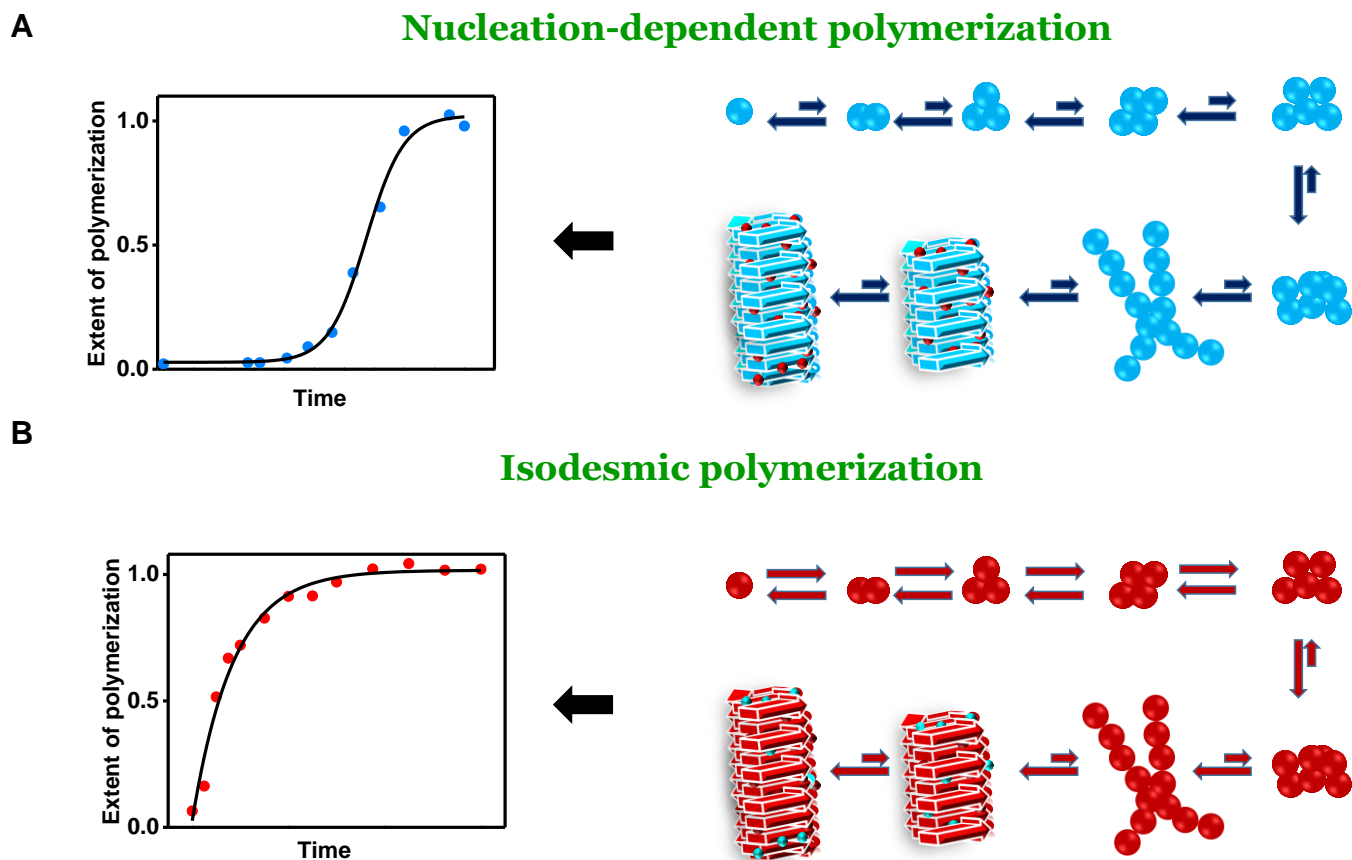 A
Nucleation-dependent polymerization
Extent of polymerization
1.0
0.5
0.0
Time
B
Isodesmic polymerization
Extent of polymerization
1.0
0.5
0.0
Time